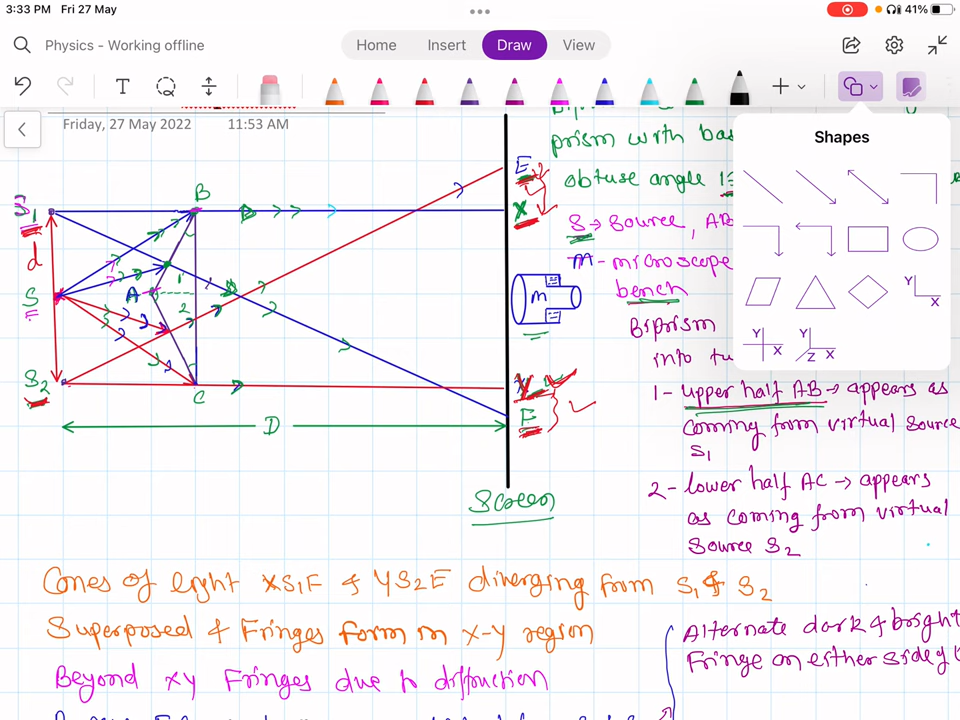 3:33 PM Fri 27 May
41%
Physics - Working offline
Home Insert Draw View
Friday, 27 May 2022 11:53 AM
Shapes
Y X
Y X
Y Z X
prism with bas
obtuse angle
S → Source, AB
m - microscope
bench
Biprism
into tw
1 - upper half AB → appears as
coming from virtual Source
S1
2 - lower half AC → appears
as coming from virtual
Source S2
S1
d
S
S2
B
A
1
2
C
D
E
X
m
Y
F
Screen
Cones of light XS1F & YS2E diverging from S1 & S2
Superposed & Fringes form in X-Y region
Beyond xy Fringes due to diffruction
Alternate dark & bright
Fringe on either side of